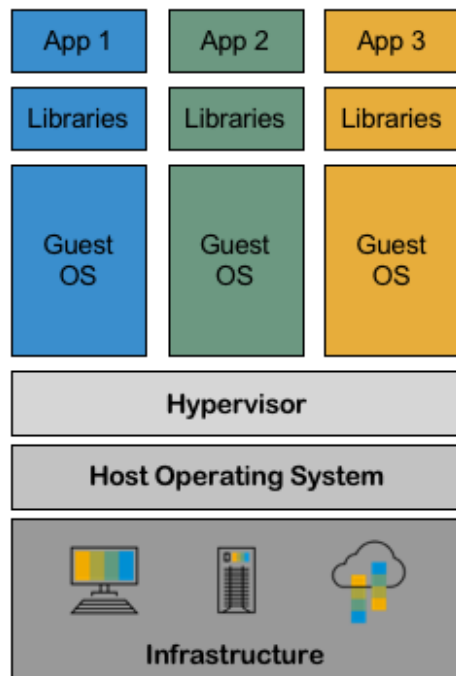 App 1
App 2
App 3
Libraries
Libraries
Libraries
Guest
OS
Guest
OS
Guest
OS
Hypervisor
Host Operating System
Infrastructure